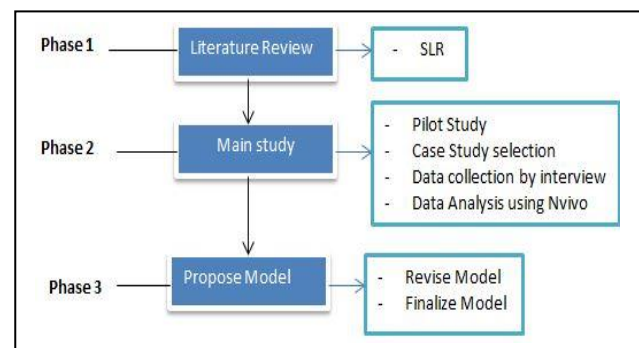 Phase 1
Literature Review
- SLR
Phase 2
Main study
- Pilot Study
- Case Study selection
- Data collection by interview
- Data Analysis using Nvivo
Phase 3
Propose Model
- Revise Model
- Finalize Model